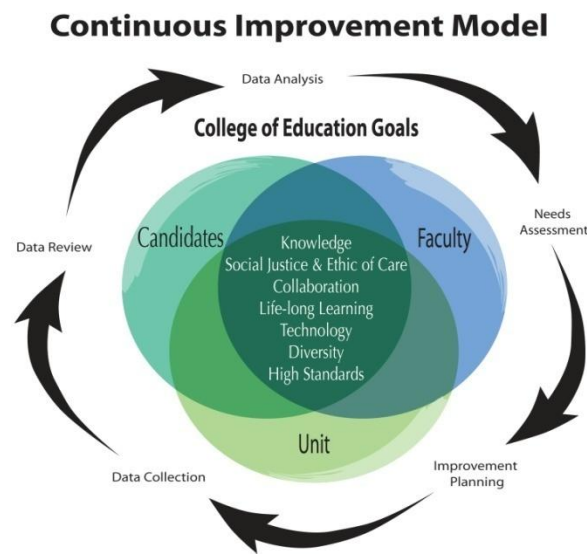 Continuous Improvement Model
Data Analysis
College of Education Goals
Needs
Assessment
Data Review
Candidates
Faculty
Knowledge
Social Justice & Ethic of Care
Collaboration
Life-long Learning
Technology
Diversity
High Standards
Unit
Data Collection
Improvement
Planning